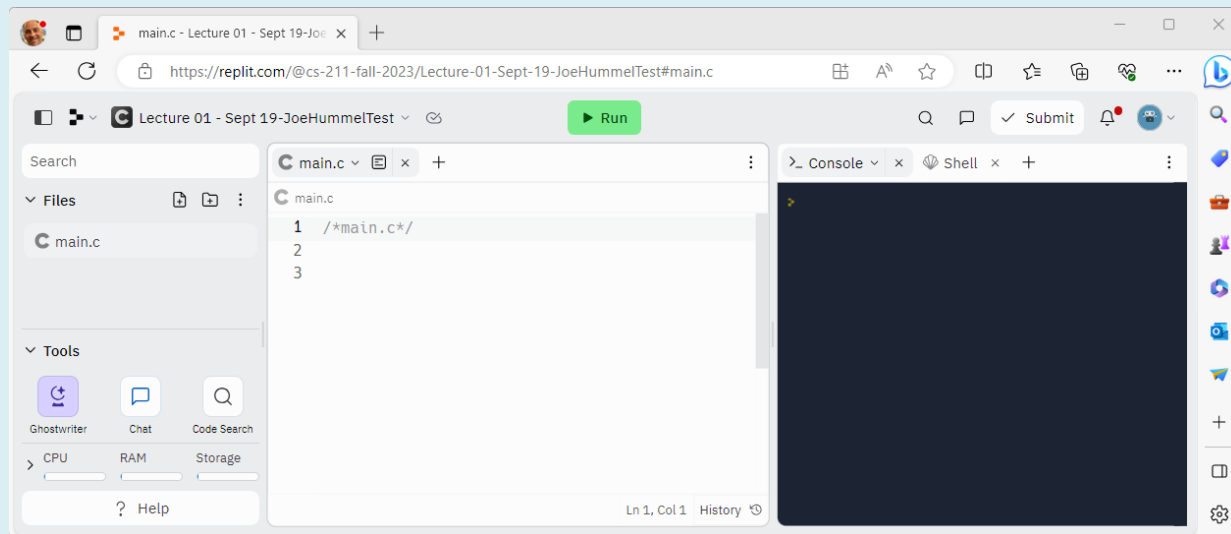 main.c - Lecture 01 - Sept 19-Joe
https://replit.com/@cs-211-fall-2023/Lecture-01-Sept-19-JoeHummelTest#main.c
Lecture 01 - Sept 19-JoeHummelTest
Run
Submit
Search
Files
main.c
Tools
Ghostwriter Chat Code Search
CPU RAM Storage
? Help
main.c
main.c
1 /*main.c*/
2
3
Ln 1, Col 1 History
Console Shell